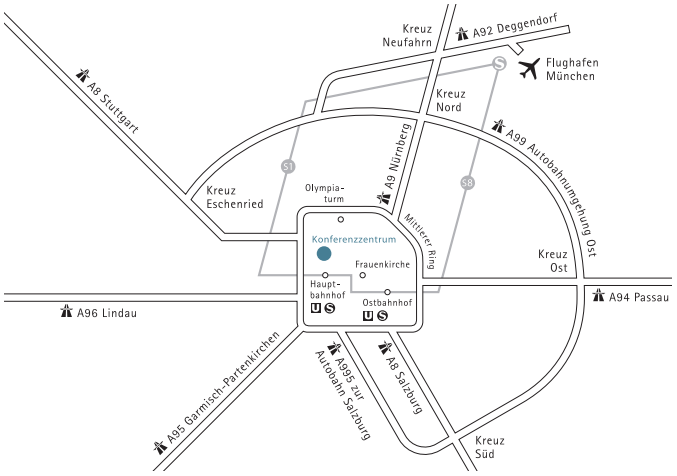 Kreuz
Neufahrn
A92 Deggendorf
S
Flughafen
München
A8 Stuttgart
Kreuz
Nord
A99 Autobahnumgehung Ost
A9 Nürnberg
S1
S8
Kreuz
Eschenried
Olympia-
turm
Mittlerer Ring
Konferenzzentrum
Kreuz
Ost
Frauenkirche
Haupt-
bahnhof
U S
Ostbahnhof
U S
A94 Passau
A96 Lindau
A95 Garmisch-Partenkirchen
A995 zur
Autobahn Salzburg
A8 Salzburg
Kreuz
Süd